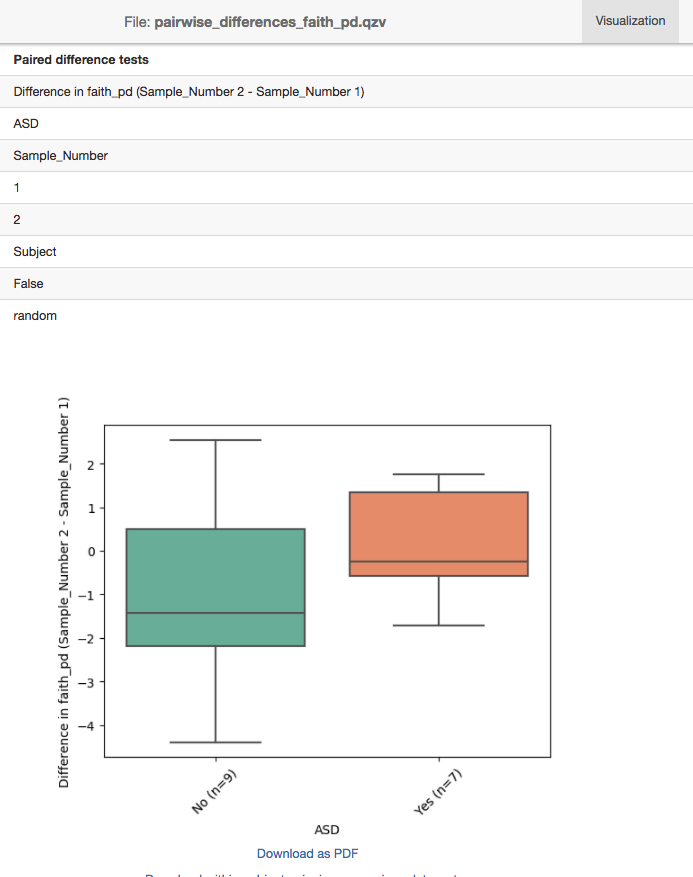 File: pairwise_differences_faith_pd.qzv
Visualization
Paired difference tests
Difference in faith_pd (Sample_Number 2 - Sample_Number 1)
ASD
Sample_Number
1
2
Subject
False
random
Difference in faith_pd (Sample_Number 2 - Sample_Number 1)
2
1
0
−1
−2
−3
−4
No (n=9)
Yes (n=7)
ASD
Download as PDF